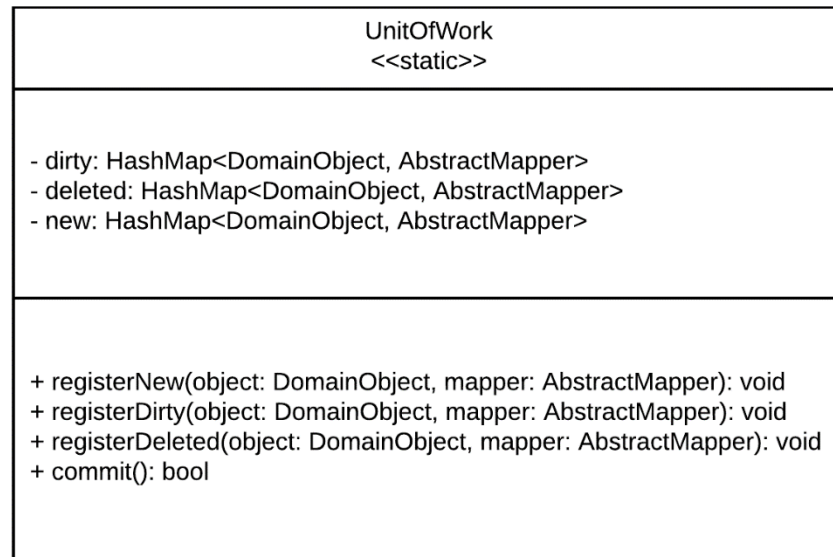 UnitOfWork
<<static>>
- dirty: HashMap<DomainObject, AbstractMapper>
- deleted: HashMap<DomainObject, AbstractMapper>
- new: HashMap<DomainObject, AbstractMapper>
+ registerNew(object: DomainObject, mapper: AbstractMapper): void
+ registerDirty(object: DomainObject, mapper: AbstractMapper): void
+ registerDeleted(object: DomainObject, mapper: AbstractMapper): void
+ commit(): bool